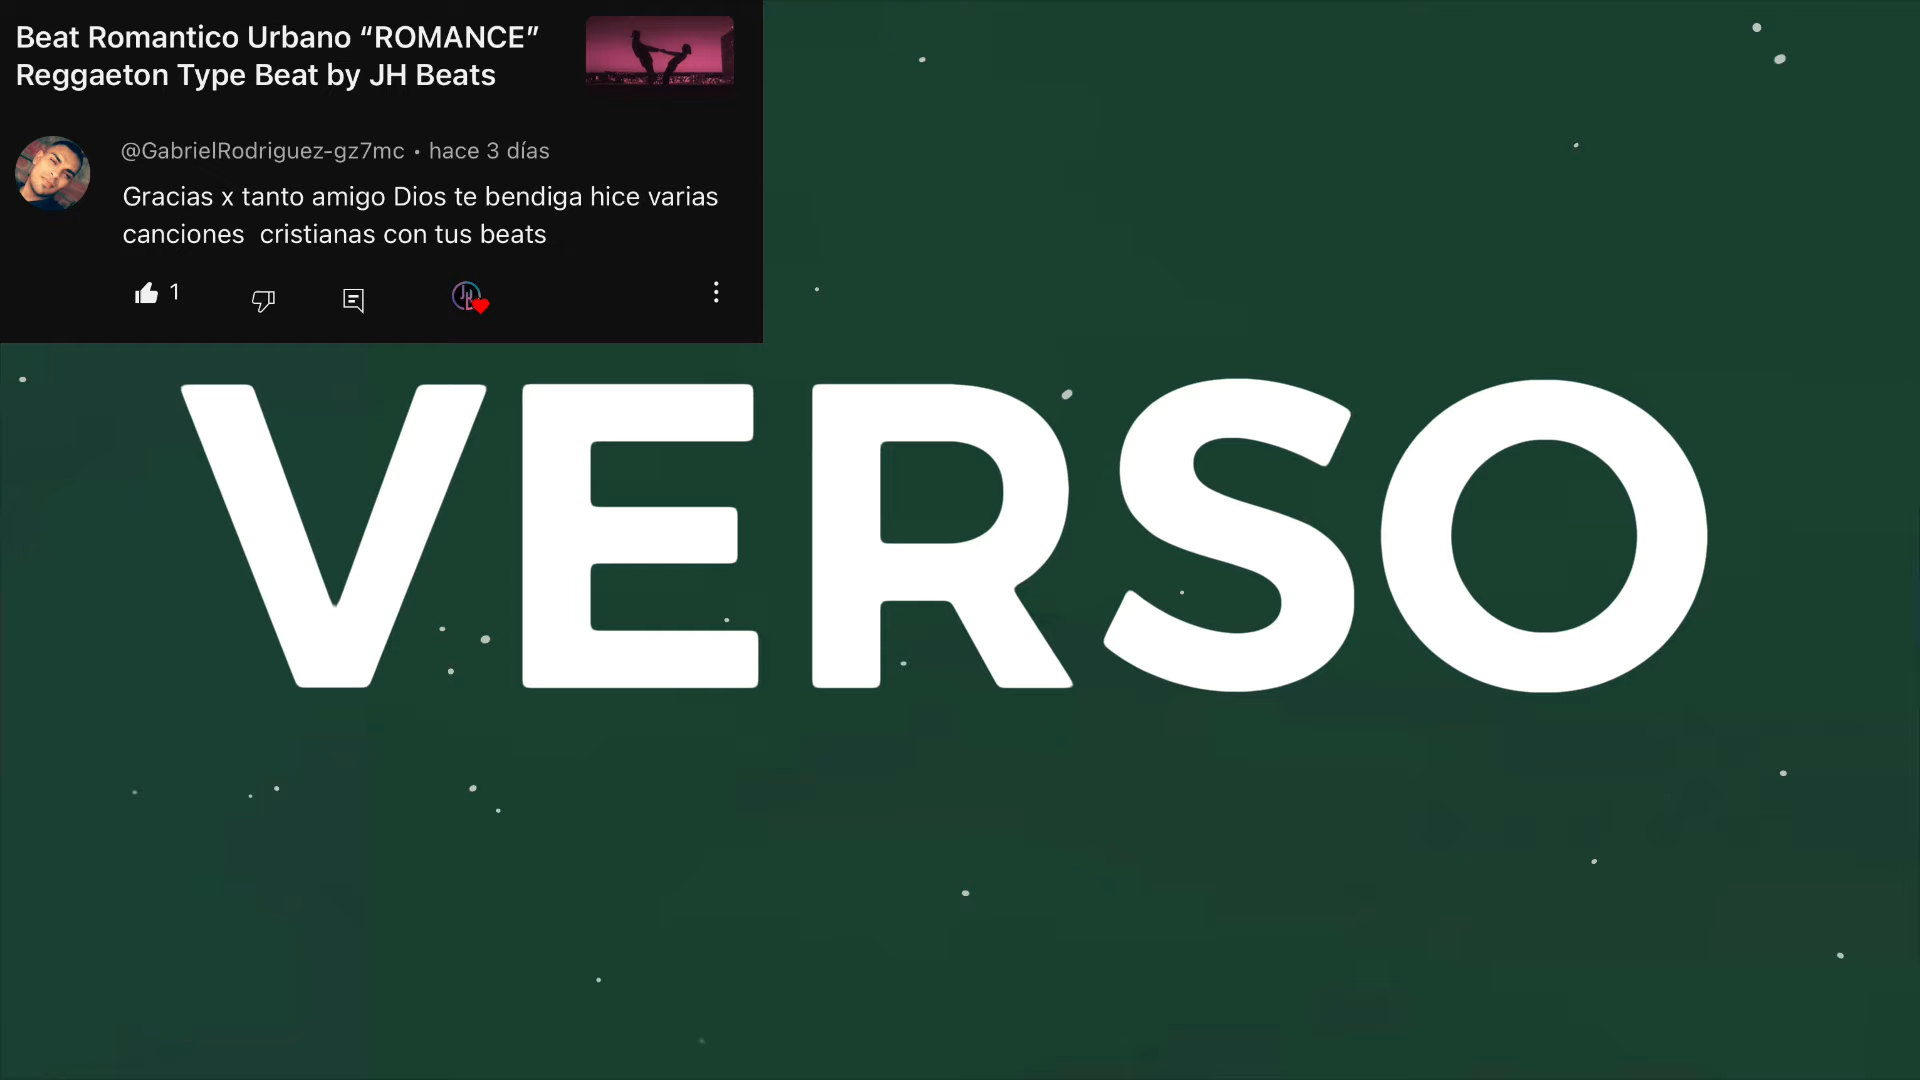 Beat Romantico Urbano “ROMANCE”
Reggaeton Type Beat by JH Beats
@GabrielRodriguez-gz7mc • hace 3 días
Gracias x tanto amigo Dios te bendiga hice varias
canciones  cristianas con tus beats
1
VERSO